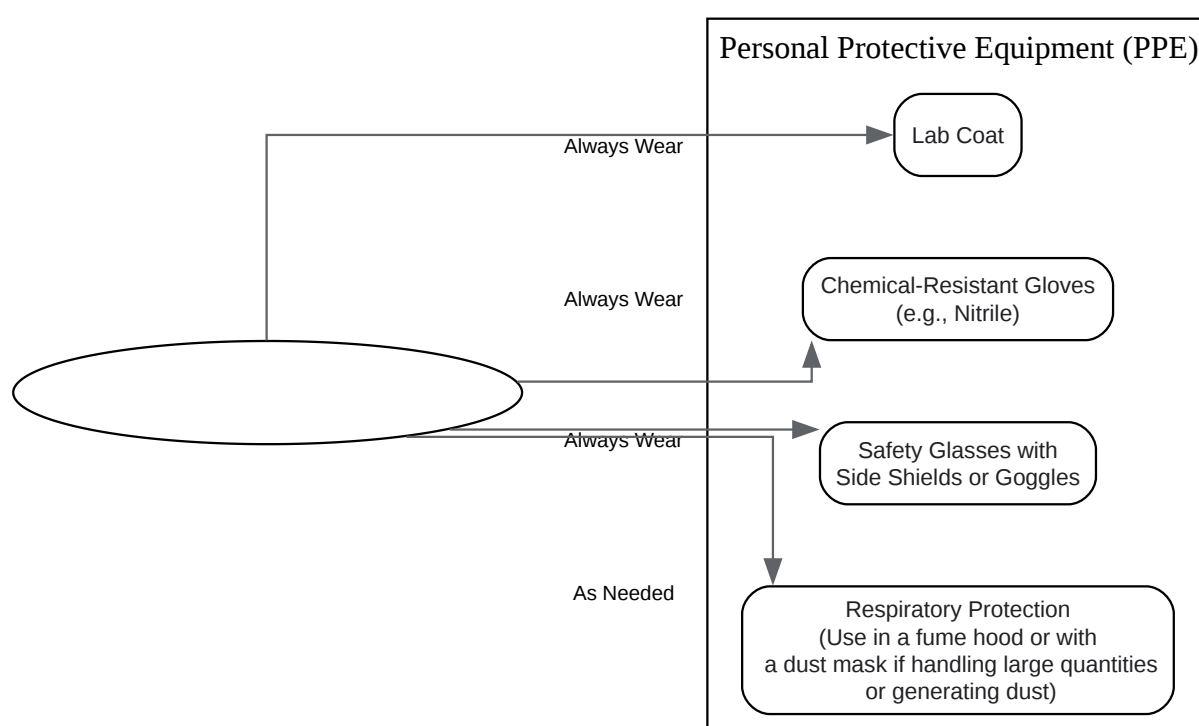 Personal Protective Equipment (PPE)
Always Wear
Lab Coat
Always Wear
Chemical-Resistant Gloves
(e.g., Nitrile)
Always Wear
Safety Glasses with
Side Shields or Goggles
As Needed
Respiratory Protection
(Use in a fume hood or with
a dust mask if handling large quantities
or generating dust)